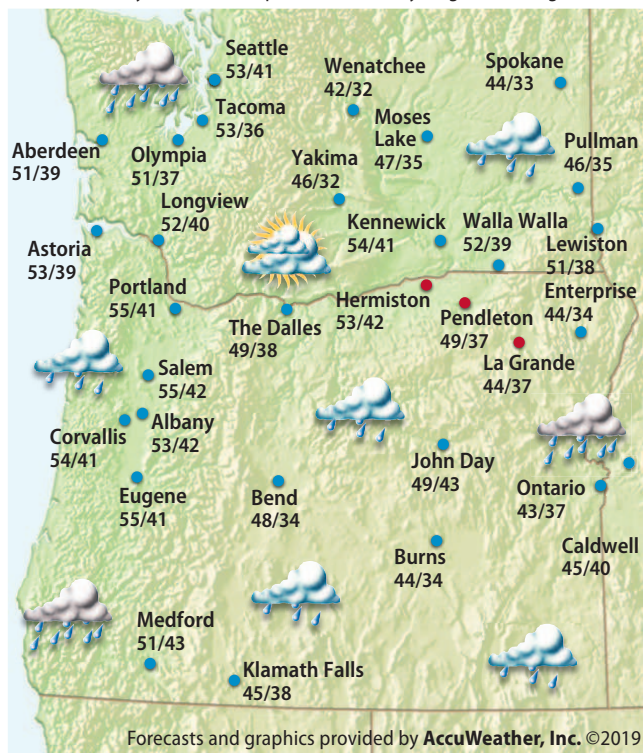 Seattle
53/41
Wenatchee
42/32
Spokane
44/33
Tacoma
53/36
Moses
Lake
47/35
Aberdeen
51/39
Olympia
51/37
Yakima
46/32
Pullman
46/35
Longview
52/40
Kennewick
54/41
Walla Walla
52/39
Lewiston
51/38
Astoria
53/39
Portland
55/41
The Dalles
49/38
Hermiston
53/42
Pendleton
49/37
Enterprise
44/34
La Grande
44/37
Salem
55/42
Corvallis
54/41
Albany
53/42
John Day
49/43
Ontario
43/37
Eugene
55/41
Bend
48/34
Burns
44/34
Caldwell
45/40
Medford
51/43
Klamath Falls
45/38
Forecasts and graphics provided by AccuWeather, Inc. ©2019